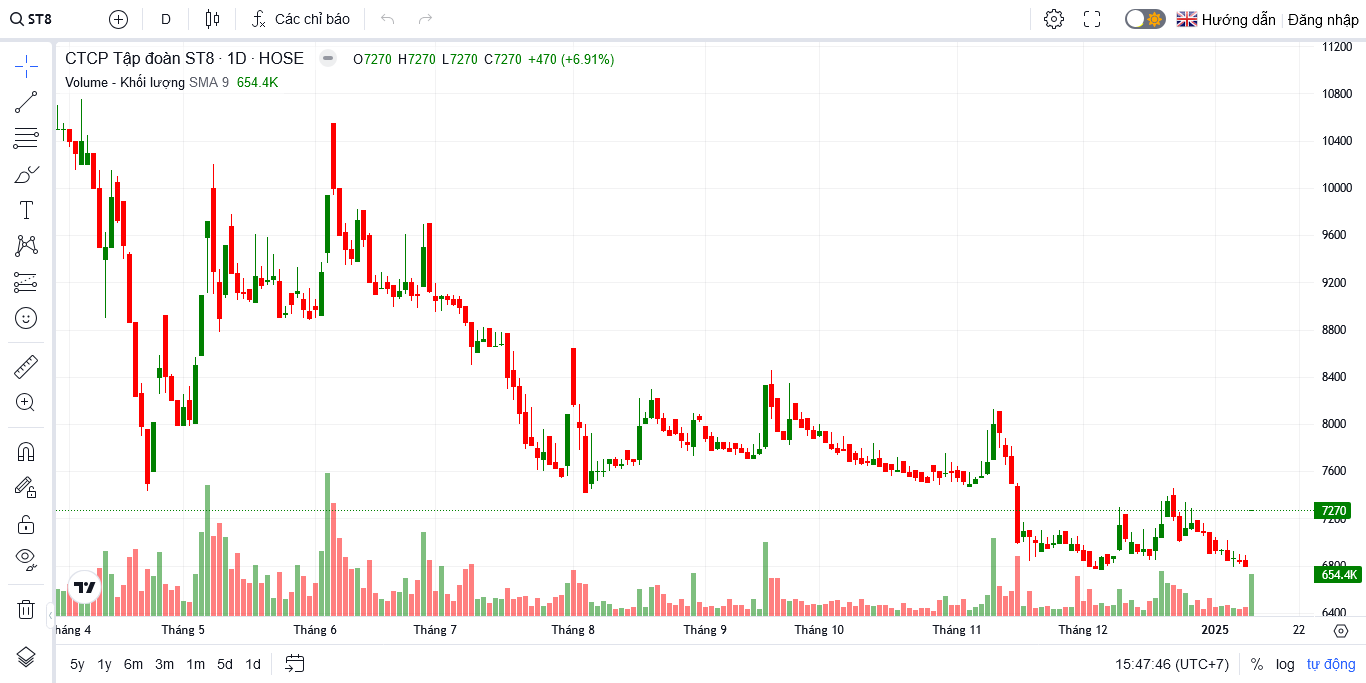 ST8 D Các chỉ báo Hướng dẫn Đăng nhập
CTCP Tập đoàn ST8 · 1D · HOSE O7270 H7270 L7270 C7270 +470 (+6.91%)
Volume - Khối lượng SMA 9 654.4K
11200
10800
10400
10000
9600
9200
8800
8400
8000
7600
7270
7200
6800
654.4K
6400
háng 4 Tháng 5 Tháng 6 Tháng 7 Tháng 8 Tháng 9 Tháng 10 Tháng 11 Tháng 12 2025 22
5y 1y 6m 3m 1m 5d 1d 15:47:46 (UTC+7) % log tự động